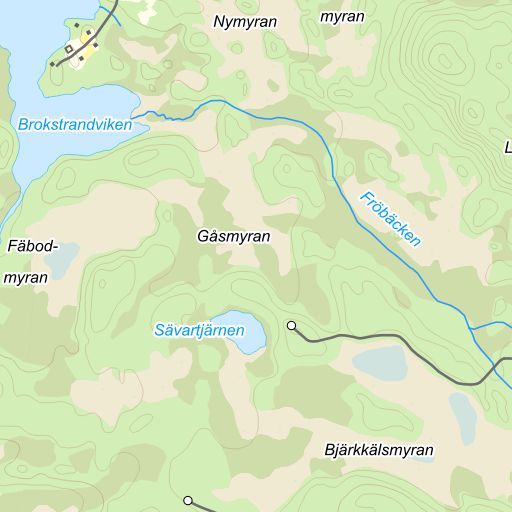 Nymyran
myran
Brokstrandviken
L
Fröbäcken
Gåsmyran
Fäbod-
myran
Sävartjärnen
Bjärkkälsmyran